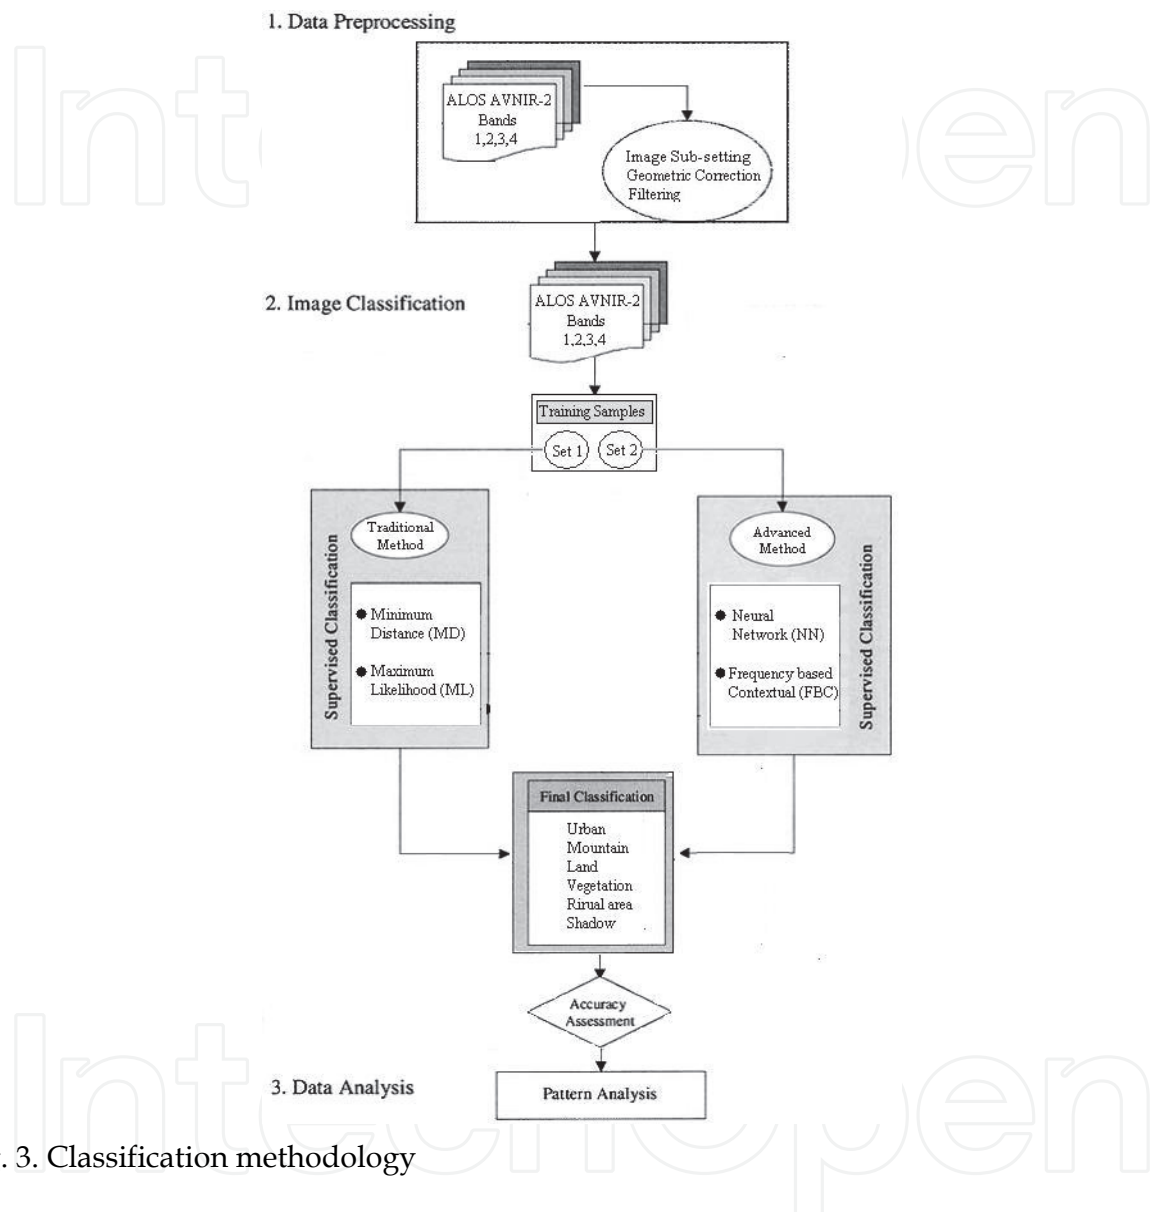 1. Data Preprocessing
ALOS AVNIR-2
Bands
1,2,3,4
Image Sub-setting
Geometric Correction
Filtering
2. Image Classification
ALOS AVNIR-2
Bands
1,2,3,4
Training Samples
Set 1
Set 2
Traditional
Method
Supervised Classification
Minimum
Distance (MD)
Maximum
Likelihood (ML)
Advanced
Method
Neural
Network (NN)
Frequency based
Contextual (FBC)
Supervised Classification
Final Classification
Urban
Mountain
Land
Vegetation
Rirual area
Shadow
Accuracy
Assessment
3. Data Analysis
Pattern Analysis
. 3. Classification methodology